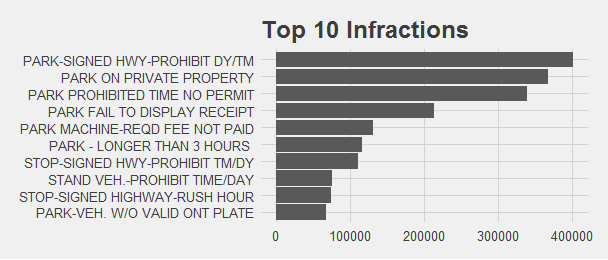 Top 10 Infractions
PARK-SIGNED HWY-PROHIBIT DY/TM
PARK ON PRIVATE PROPERTY
PARK PROHIBITED TIME NO PERMIT
PARK FAIL TO DISPLAY RECEIPT
PARK MACHINE-REQD FEE NOT PAID
PARK - LONGER THAN 3 HOURS
STOP-SIGNED HWY-PROHIBIT TM/DY
STAND VEH.-PROHIBIT TIME/DAY
STOP-SIGNED HIGHWAY-RUSH HOUR
PARK-VEH. W/O VALID ONT PLATE
0 100000 200000 300000 400000